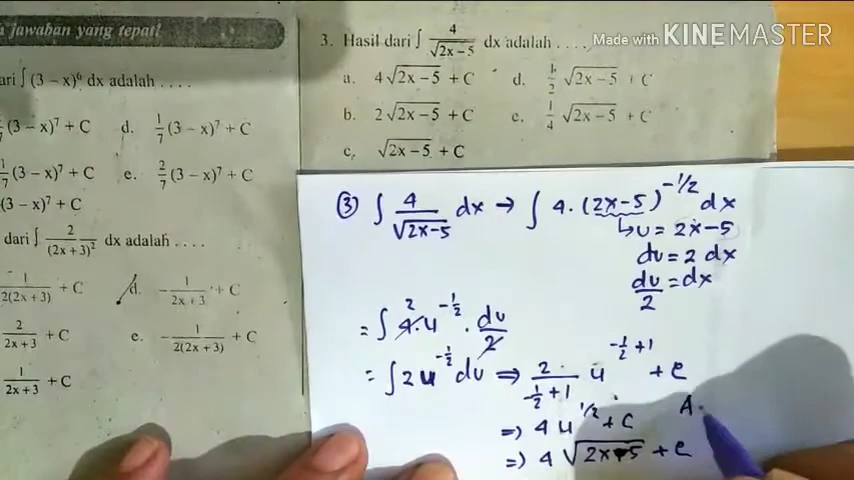 jawaban yang tepat!
ari ∫ (3 − x)⁶ dx adalah . . . .
(3 − x)⁷ + C d. 1/7 (3 − x)⁷ + C
1/7 (3 − x)⁷ + C e. 2/7 (3 − x)⁷ + C
(3 − x)⁷ + C
dari ∫ 2/(2x + 3)² dx adalah . . . .
1/2(2x + 3) + C d. − 1/(2x + 3) + C
2/(2x + 3) + C e. − 1/2(2x + 3) + C
1/(2x + 3) + C
3. Hasil dari ∫ 4/√(2x − 5) dx adalah . . . .
a. 4√(2x − 5) + C d. 1/2 √(2x − 5) + C
b. 2√(2x − 5) + C e. 1/4 √(2x − 5) + C
c. √(2x − 5) + C
Made with KINEMASTER
③ ∫ 4/√(2x-5) dx → ∫ 4 . (2x-5)^(-1/2) dx
↳ u = 2x-5
du = 2 dx
du/2 = dx
= ∫ 4 . u^(-1/2) . du/2
2
= ∫ 2 u^(-1/2) du ⇒ 2/(-1/2 + 1) u^(-1/2 + 1) + c
⇒ 4 u^(1/2) + C
A.
⇒ 4 √(2x-5) + c